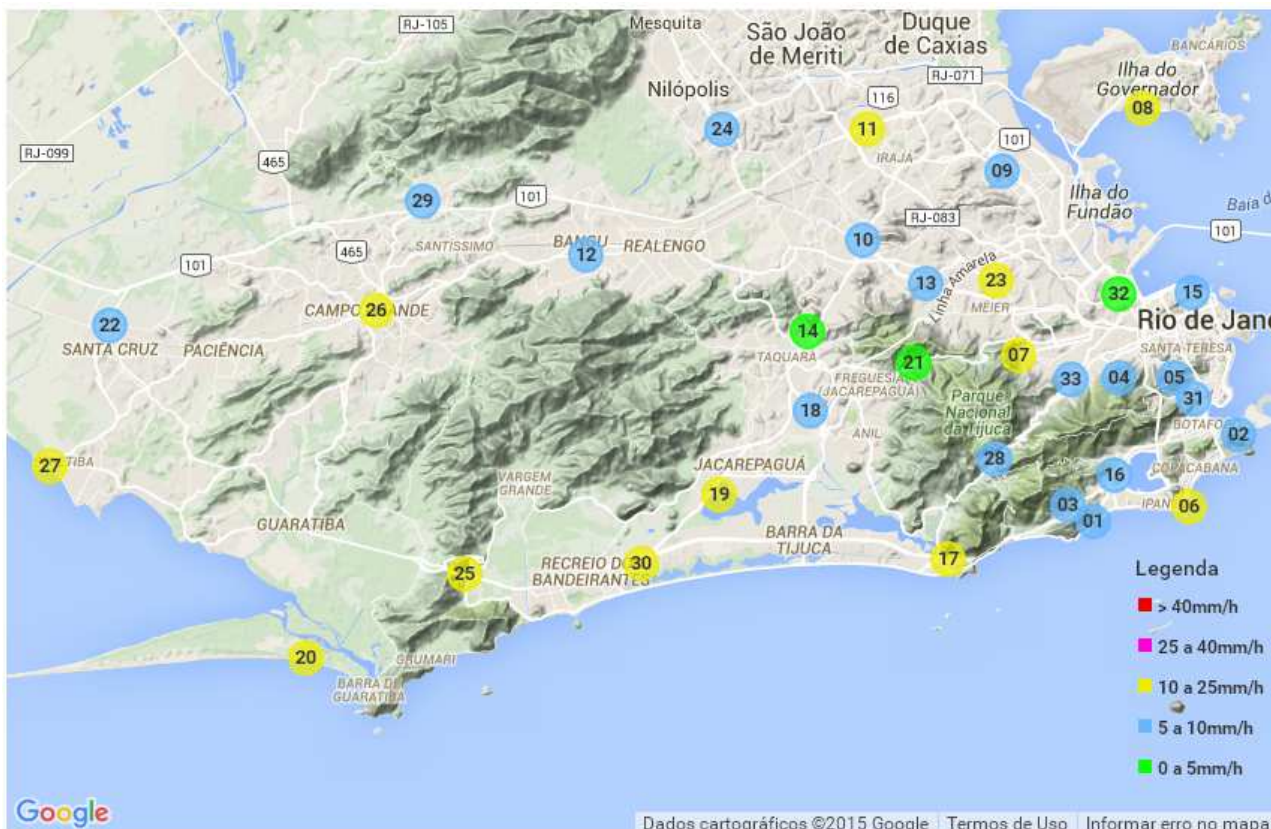 RJ-105
Mesquita
São João
de Meriti
Duque
de Caxias
BANCÁRIOS
RJ-071
Ilha do
Governador
Nilópolis
116
08
24
11
101
RJ-099
465
IRAJA
09
29
101
Ilha do
Fundão
RJ-083
101
10
SANTÍSSIMO
BANGU
REALENGO
465
12
101
13
Linha Amarela
23
32
15
MEIER
26
22
14
Rio de Jan
SANTA CRUZ
PACIÊNCIA
TAQUARA
SANTA TERESA
07
21
FREGUESIA
(JACAREPAGUÁ)
33
04
05
Parque
Nacional
da Tijuca
31
18
ANIL
02
28
27
JACAREPAGUÁ
COPACABANA
16
VARGEM
GRANDE
19
03
06
01
GUARATIBA
BARRA DA
TIJUCA
RECREIO
BANDEIRANTES
30
17
25
Legenda
> 40mm/h
25 a 40mm/h
20
GRUMARI
BARRA DE
GUARATIBA
10 a 25mm/h
5 a 10mm/h
0 a 5mm/h
Google
Dados cartográficos ©2015 Google
Termos de Uso
Informar erro no mapa